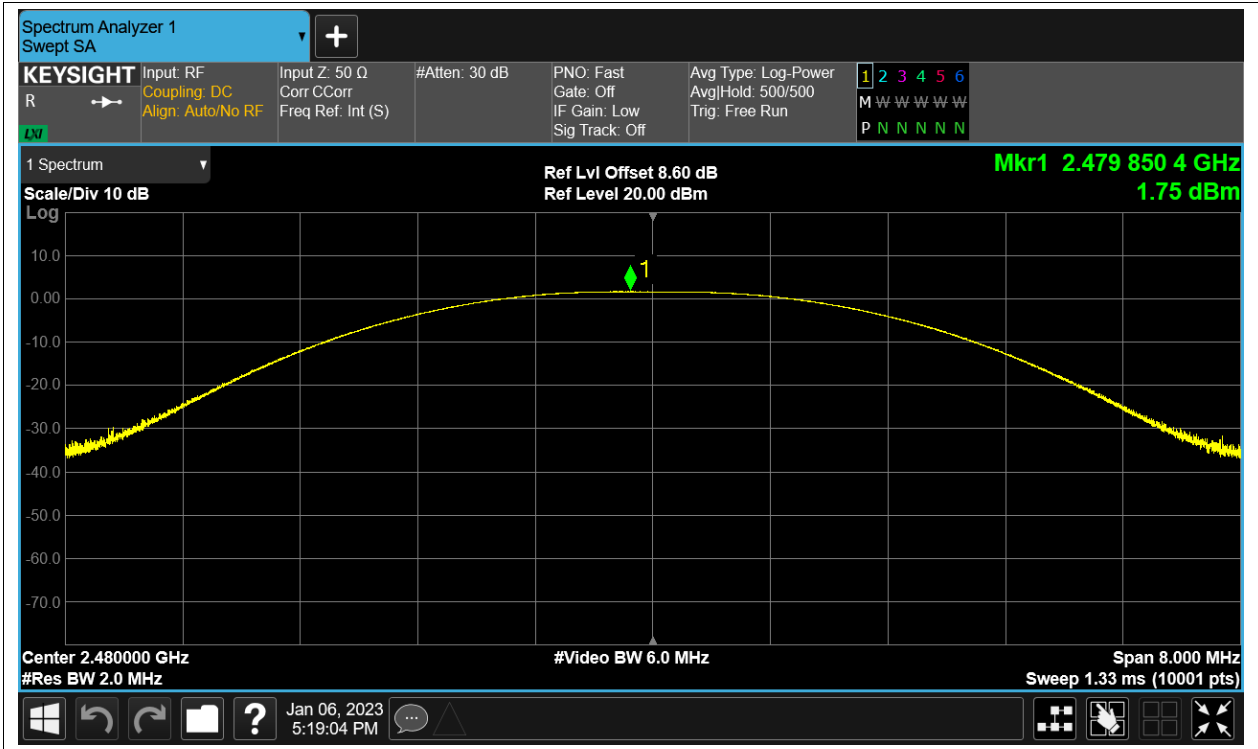 Spectrum Analyzer 1
Swept SA
KEYSIGHT
R
LXI
Input: RF
Coupling: DC
Align: Auto/No RF
Input Z: 50 Ω
Corr CCorr
Freq Ref: Int (S)
#Atten: 30 dB
PNO: Fast
Gate: Off
IF Gain: Low
Sig Track: Off
Avg Type: Log-Power
Avg|Hold: 500/500
Trig: Free Run
1 2 3 4 5 6
M W W W W W
P N N N N N
1 Spectrum
Scale/Div 10 dB
Log
Ref Lvl Offset 8.60 dB
Ref Level 20.00 dBm
Mkr1 2.479 850 4 GHz
1.75 dBm
1
10.0
0.00
-10.0
-20.0
-30.0
-40.0
-50.0
-60.0
-70.0
Center 2.480000 GHz
#Res BW 2.0 MHz
#Video BW 6.0 MHz
Span 8.000 MHz
Sweep 1.33 ms (10001 pts)
?
Jan 06, 2023
5:19:04 PM